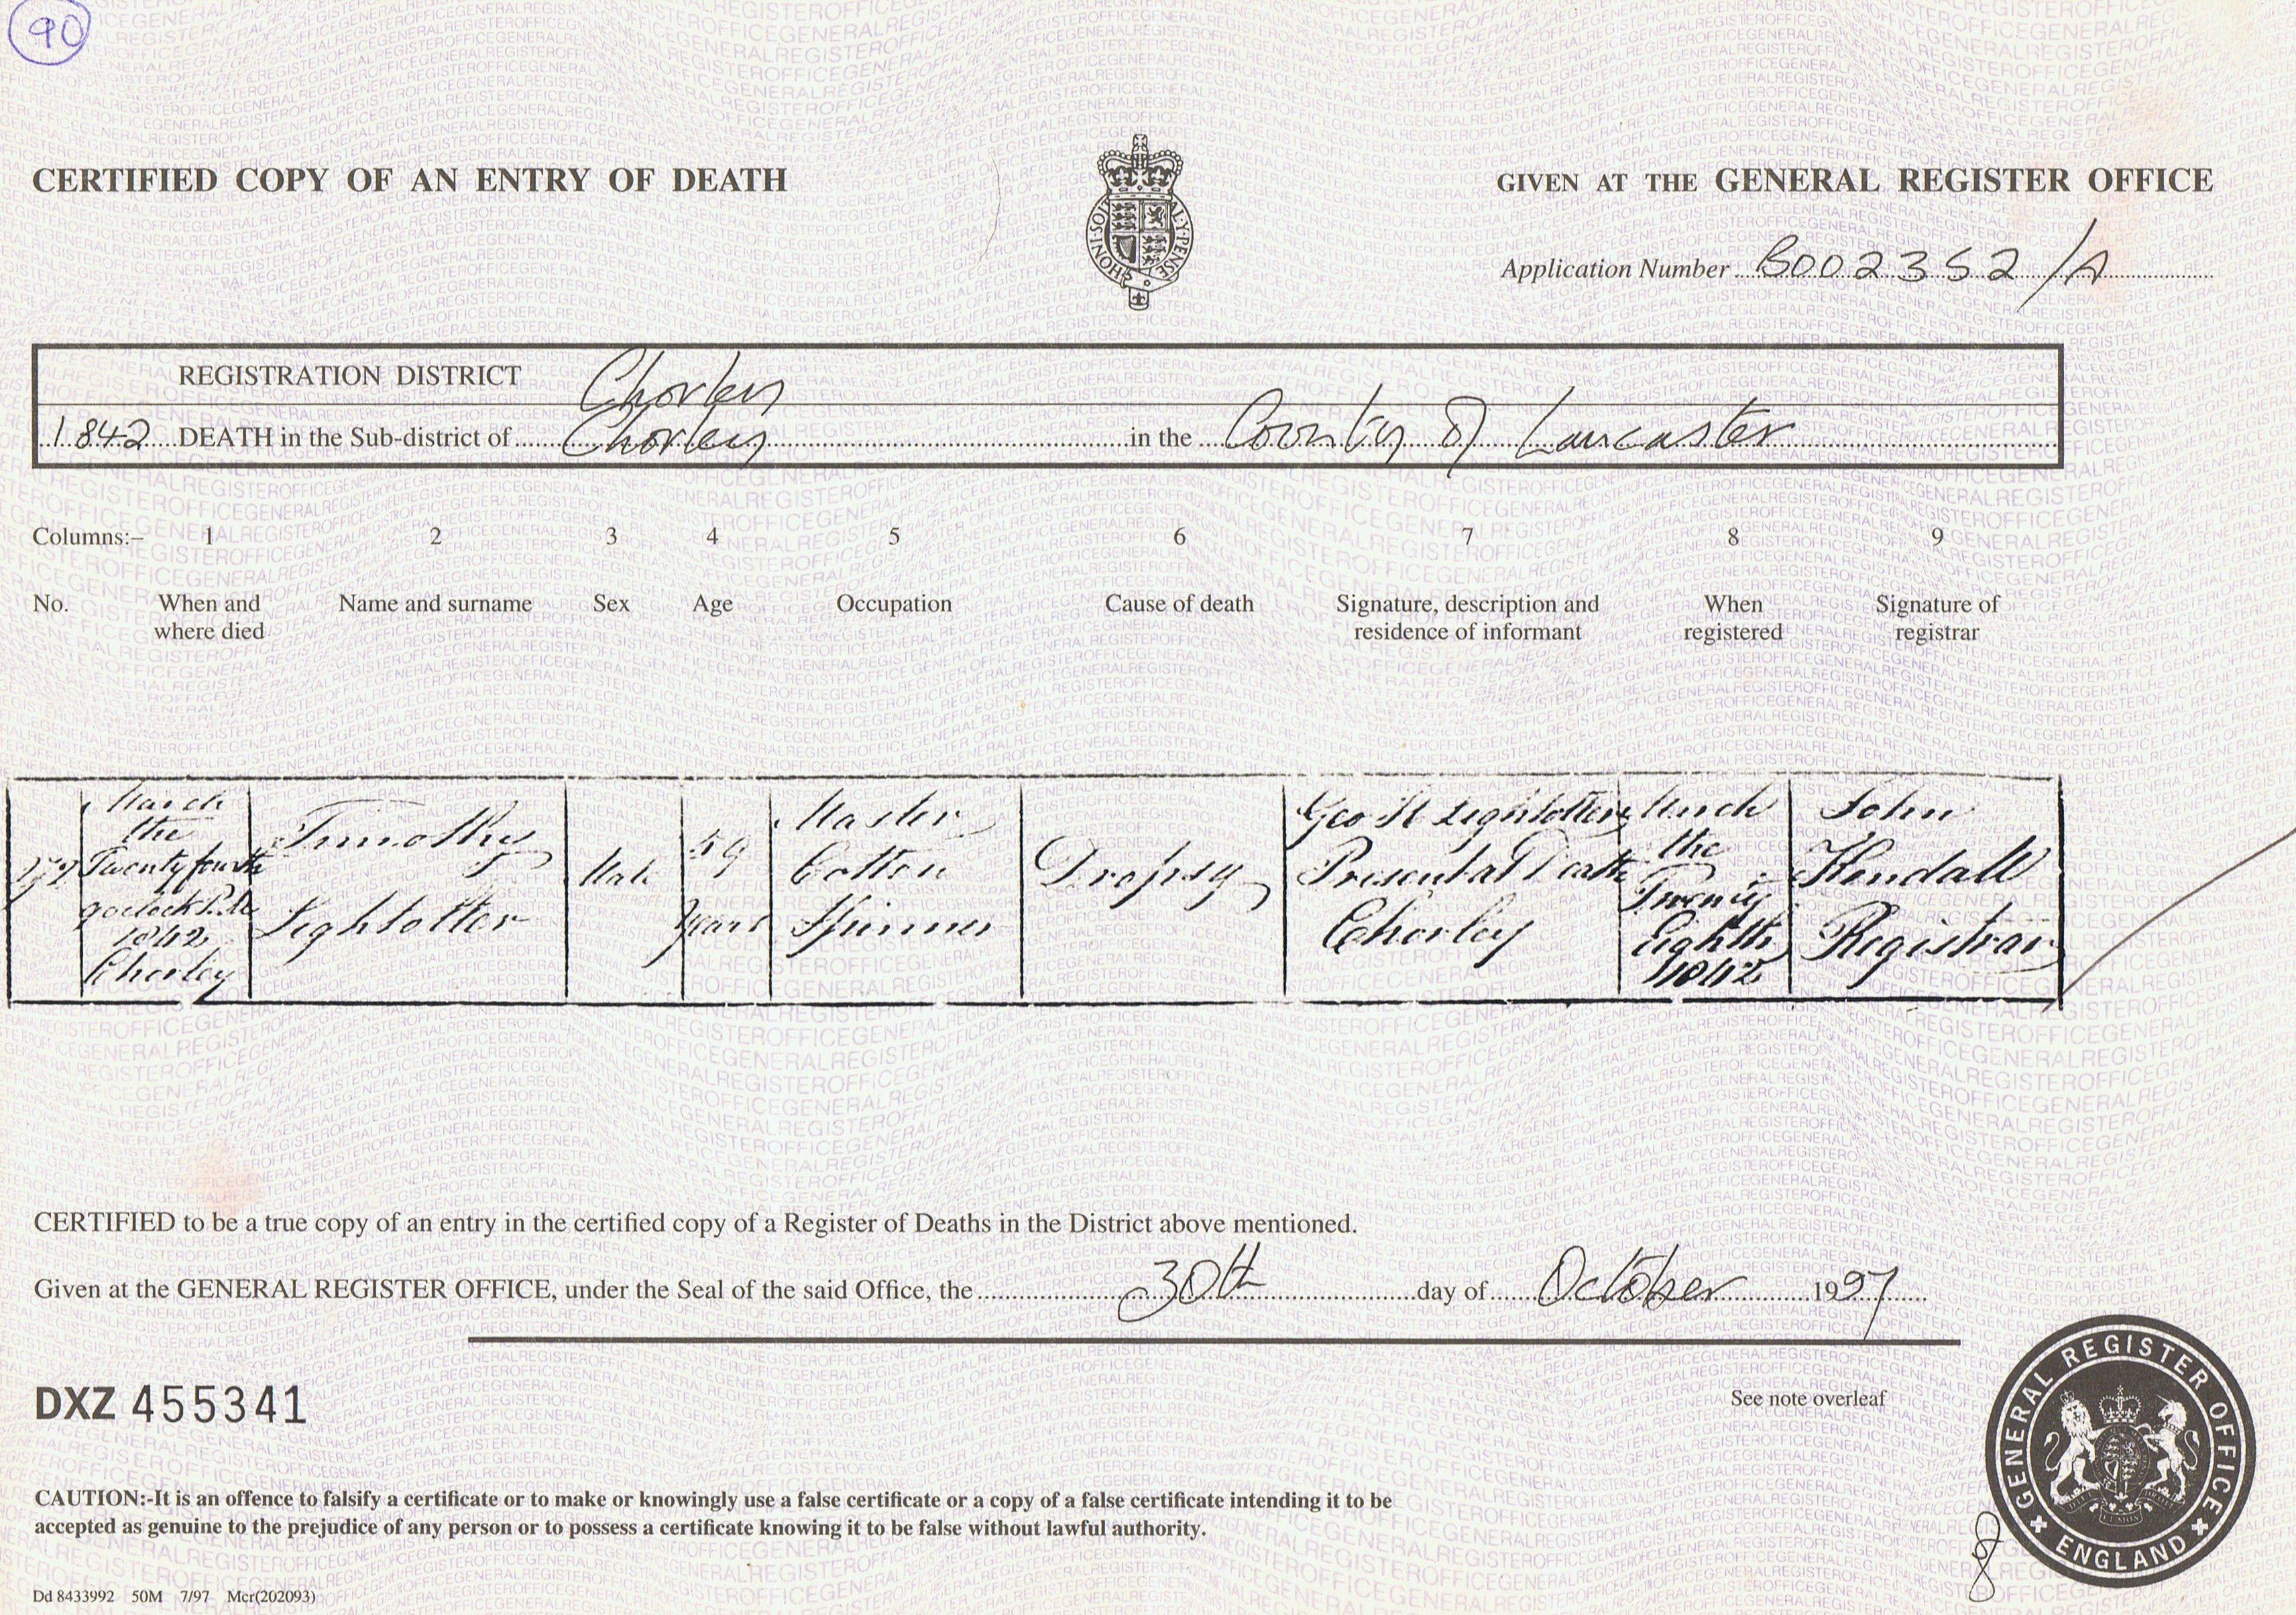 90
CERTIFIED COPY OF AN ENTRY OF DEATH
GIVEN AT THE GENERAL REGISTER OFFICE
Application Number B002352/A
REGISTRATION DISTRICT Chorley
1842 DEATH in the Sub-district of Chorley in the County of Lancaster
Columns:– 1 2 3 4 5 6 7 8 9
No. When and where died Name and surname Sex Age Occupation Cause of death Signature, description and residence of informant When registered Signature of registrar
March
the
Twenty fourth
9 oclock P.M
1842
Chorley
Timothy
Lightoller
Male
59
years
Master
Cotton
Spinner
Dropsy
Geo H Lightoller
Present at Death
Chorley
March
the
Twenty
Eighth
1842
John
Kendall
Registrar
CERTIFIED to be a true copy of an entry in the certified copy of a Register of Deaths in the District above mentioned.
Given at the GENERAL REGISTER OFFICE, under the Seal of the said Office, the 30th day of October 1997
DXZ 455341
See note overleaf
GENERAL REGISTER OFFICE
ENGLAND
CAUTION:-It is an offence to falsify a certificate or to make or knowingly use a false certificate or a copy of a false certificate intending it to be
accepted as genuine to the prejudice of any person or to possess a certificate knowing it to be false without lawful authority.
Dd 8433992 50M 7/97 Mcr(202093)